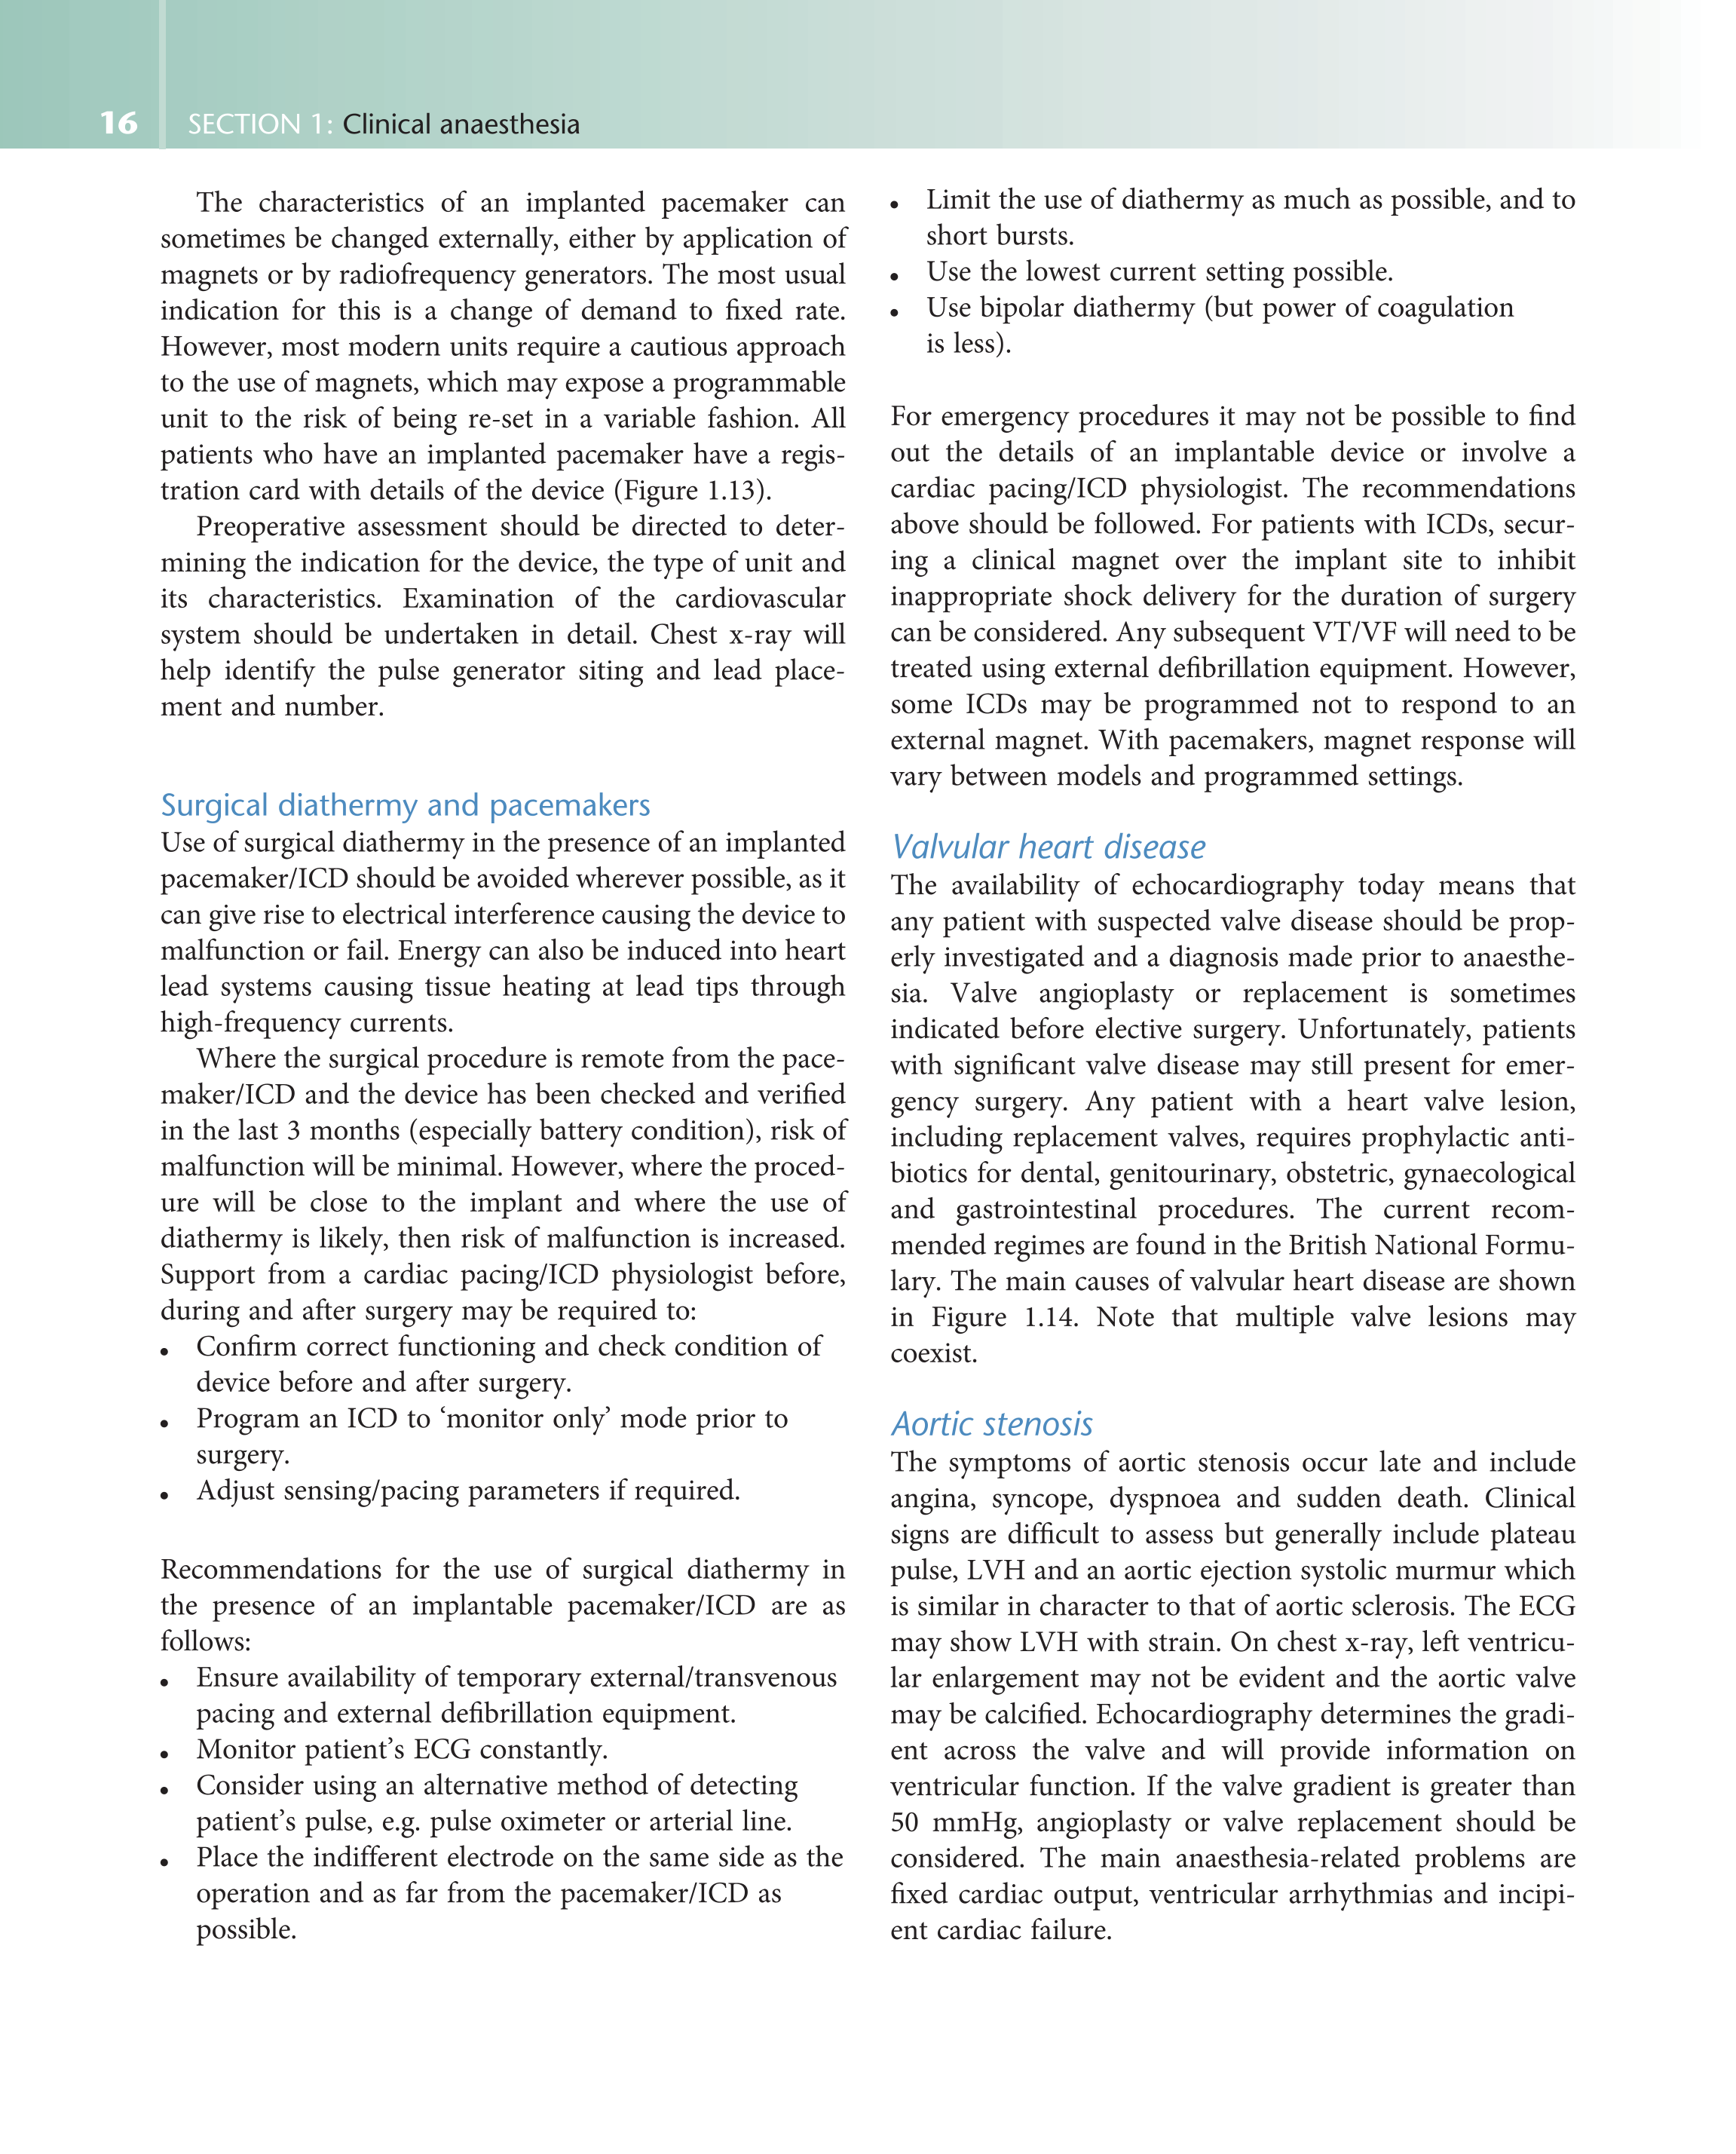 16
SECTION 1: Clinical anaesthesia
The characteristics of an implanted pacemaker can
sometimes be changed externally, either by application of
magnets or by radiofrequency generators. The most usual
indication for this is a change of demand to fixed rate.
However, most modern units require a cautious approach
to the use of magnets, which may expose a programmable
unit to the risk of being re-set in a variable fashion. All
patients who have an implanted pacemaker have a regis-
tration card with details of the device (Figure 1.13).
Preoperative assessment should be directed to deter-
mining the indication for the device, the type of unit and
its characteristics. Examination of the cardiovascular
system should be undertaken in detail. Chest x-ray will
help identify the pulse generator siting and lead place-
ment and number.
Surgical diathermy and pacemakers
Use of surgical diathermy in the presence of an implanted
pacemaker/ICD should be avoided wherever possible, as it
can give rise to electrical interference causing the device to
malfunction or fail. Energy can also be induced into heart
lead systems causing tissue heating at lead tips through
high-frequency currents.
Where the surgical procedure is remote from the pace-
maker/ICD and the device has been checked and verified
in the last 3 months (especially battery condition), risk of
malfunction will be minimal. However, where the proced-
ure will be close to the implant and where the use of
diathermy is likely, then risk of malfunction is increased.
Support from a cardiac pacing/ICD physiologist before,
during and after surgery may be required to:
• Confirm correct functioning and check condition of
device before and after surgery.
• Program an ICD to ‘monitor only’ mode prior to
surgery.
• Adjust sensing/pacing parameters if required.
Recommendations for the use of surgical diathermy in
the presence of an implantable pacemaker/ICD are as
follows:
• Ensure availability of temporary external/transvenous
pacing and external defibrillation equipment.
• Monitor patient’s ECG constantly.
• Consider using an alternative method of detecting
patient’s pulse, e.g. pulse oximeter or arterial line.
• Place the indifferent electrode on the same side as the
operation and as far from the pacemaker/ICD as
possible.
• Limit the use of diathermy as much as possible, and to
short bursts.
• Use the lowest current setting possible.
• Use bipolar diathermy (but power of coagulation
is less).
For emergency procedures it may not be possible to find
out the details of an implantable device or involve a
cardiac pacing/ICD physiologist. The recommendations
above should be followed. For patients with ICDs, secur-
ing a clinical magnet over the implant site to inhibit
inappropriate shock delivery for the duration of surgery
can be considered. Any subsequent VT/VF will need to be
treated using external defibrillation equipment. However,
some ICDs may be programmed not to respond to an
external magnet. With pacemakers, magnet response will
vary between models and programmed settings.
Valvular heart disease
The availability of echocardiography today means that
any patient with suspected valve disease should be prop-
erly investigated and a diagnosis made prior to anaesthe-
sia. Valve angioplasty or replacement is sometimes
indicated before elective surgery. Unfortunately, patients
with significant valve disease may still present for emer-
gency surgery. Any patient with a heart valve lesion,
including replacement valves, requires prophylactic anti-
biotics for dental, genitourinary, obstetric, gynaecological
and gastrointestinal procedures. The current recom-
mended regimes are found in the British National Formu-
lary. The main causes of valvular heart disease are shown
in Figure 1.14. Note that multiple valve lesions may
coexist.
Aortic stenosis
The symptoms of aortic stenosis occur late and include
angina, syncope, dyspnoea and sudden death. Clinical
signs are difficult to assess but generally include plateau
pulse, LVH and an aortic ejection systolic murmur which
is similar in character to that of aortic sclerosis. The ECG
may show LVH with strain. On chest x-ray, left ventricu-
lar enlargement may not be evident and the aortic valve
may be calcified. Echocardiography determines the gradi-
ent across the valve and will provide information on
ventricular function. If the valve gradient is greater than
50 mmHg, angioplasty or valve replacement should be
considered. The main anaesthesia-related problems are
fixed cardiac output, ventricular arrhythmias and incipi-
ent cardiac failure.